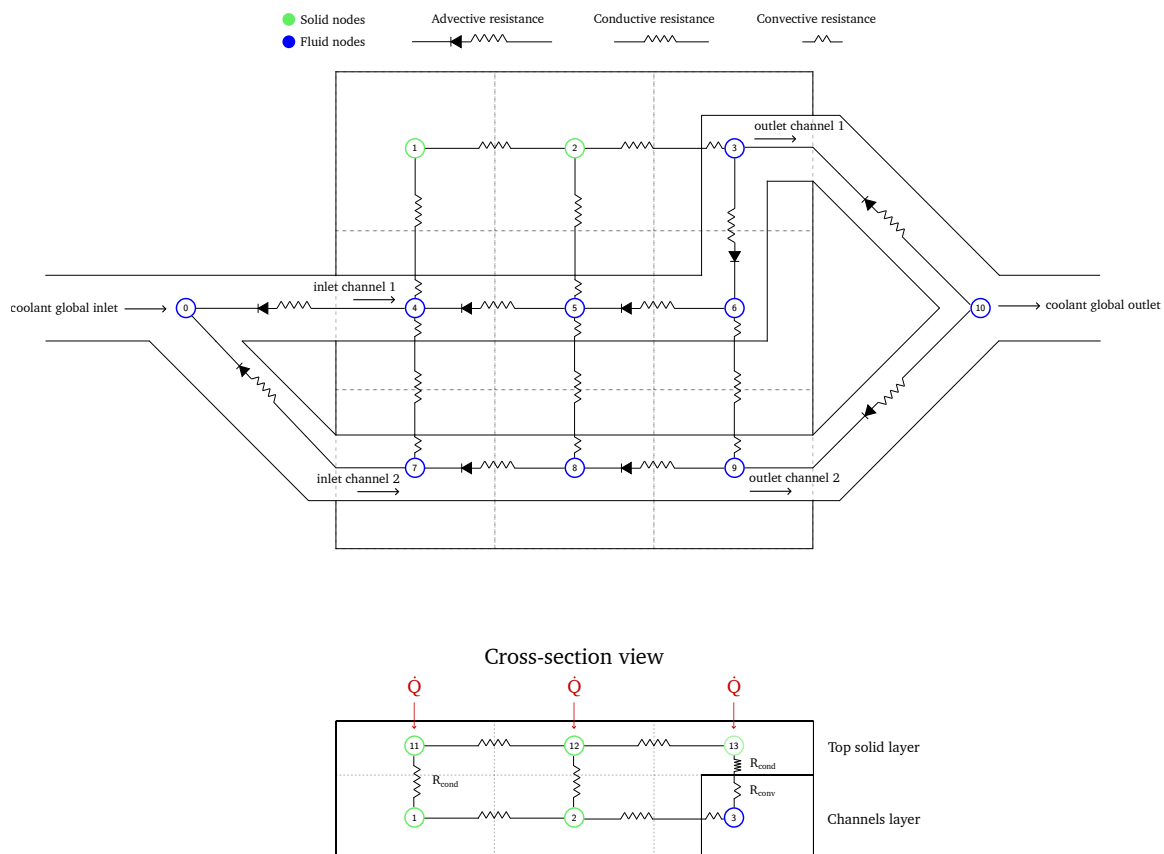 Solid nodes
Fluid nodes
Advective resistance
Conductive resistance
Convective resistance
outlet channel 1
1
2
3
inlet channel 1
coolant global inlet
0
4
5
6
10
coolant global outlet
7
8
9
inlet channel 2
outlet channel 2
Cross-section view
Q̇
Q̇
Q̇
11
12
13
Top solid layer
Rcond
Rcond
Rconv
1
2
3
Channels layer